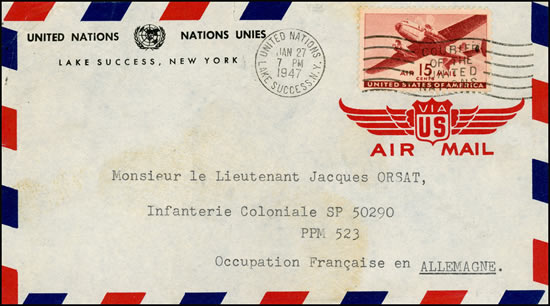 UNITED NATIONS NATIONS UNIES
LAKE SUCCESS, NEW YORK
UNITED NATIONS
JAN 27
7 PM
1947
LAKE SUCCESS, N.Y.
COURIER
OF THE
UNITED
NATIONS
AIR 15 MAIL
CENTS
UNITED STATES OF AMERICA
VIA
US
AIR MAIL
Monsieur le Lieutenant Jacques ORSAT,
Infanterie Coloniale SP 50290
PPM 523
Occupation Française en ALLEMAGNE.